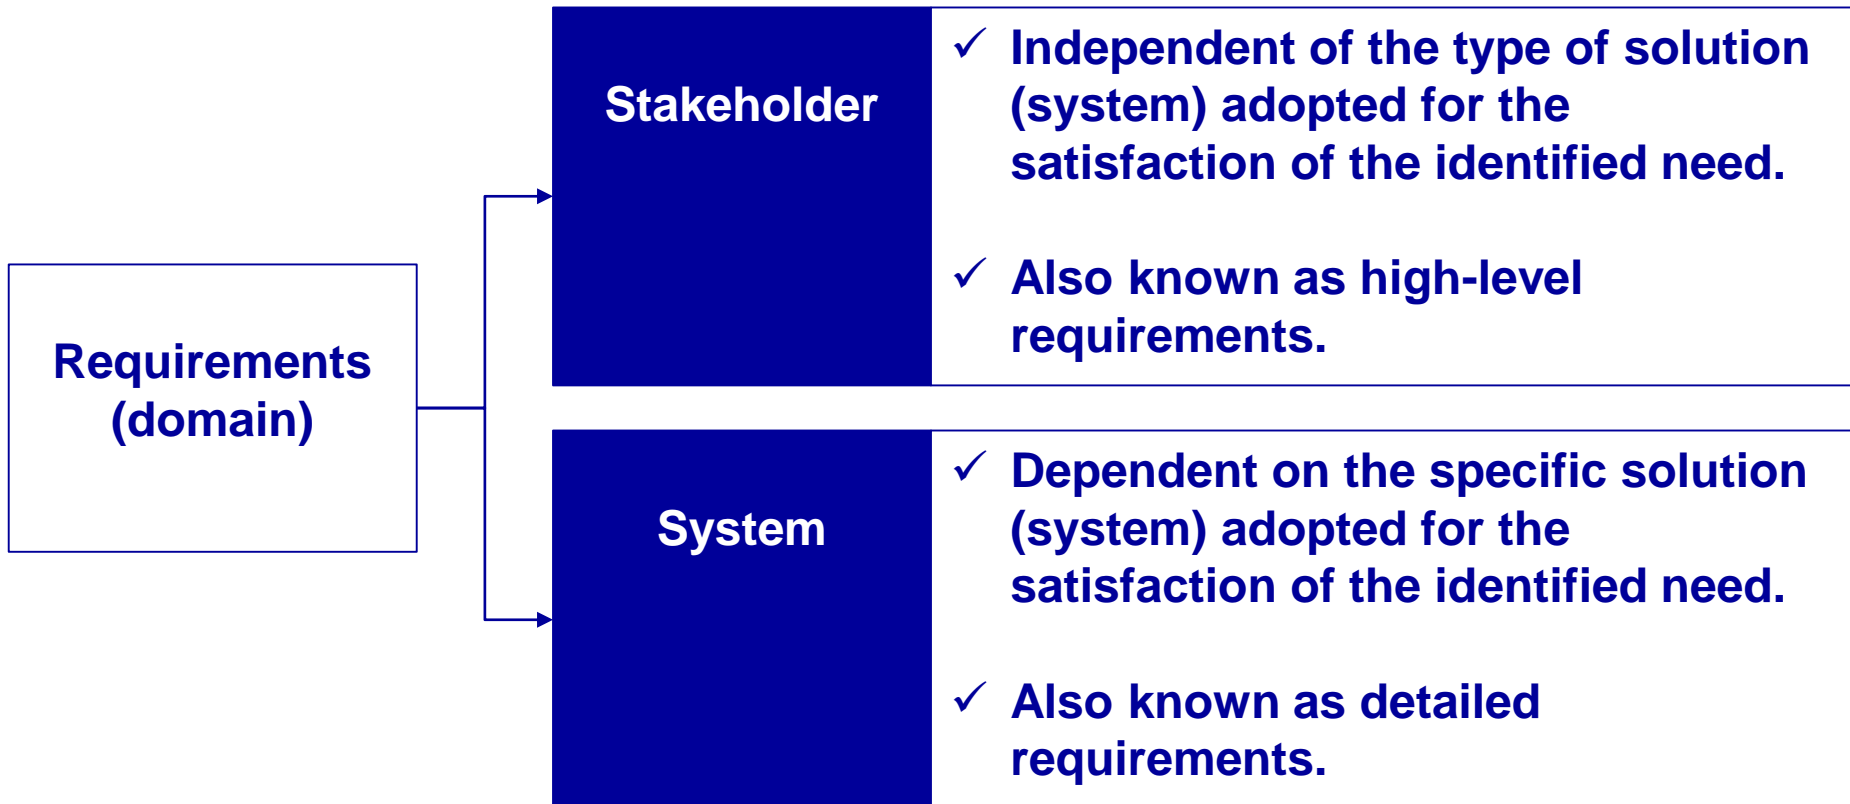 Requirements
(domain)
Stakeholder
✓ Independent of the type of solution
(system) adopted for the
satisfaction of the identified need.
✓ Also known as high-level
requirements.
System
✓ Dependent on the specific solution
(system) adopted for the
satisfaction of the identified need.
✓ Also known as detailed
requirements.